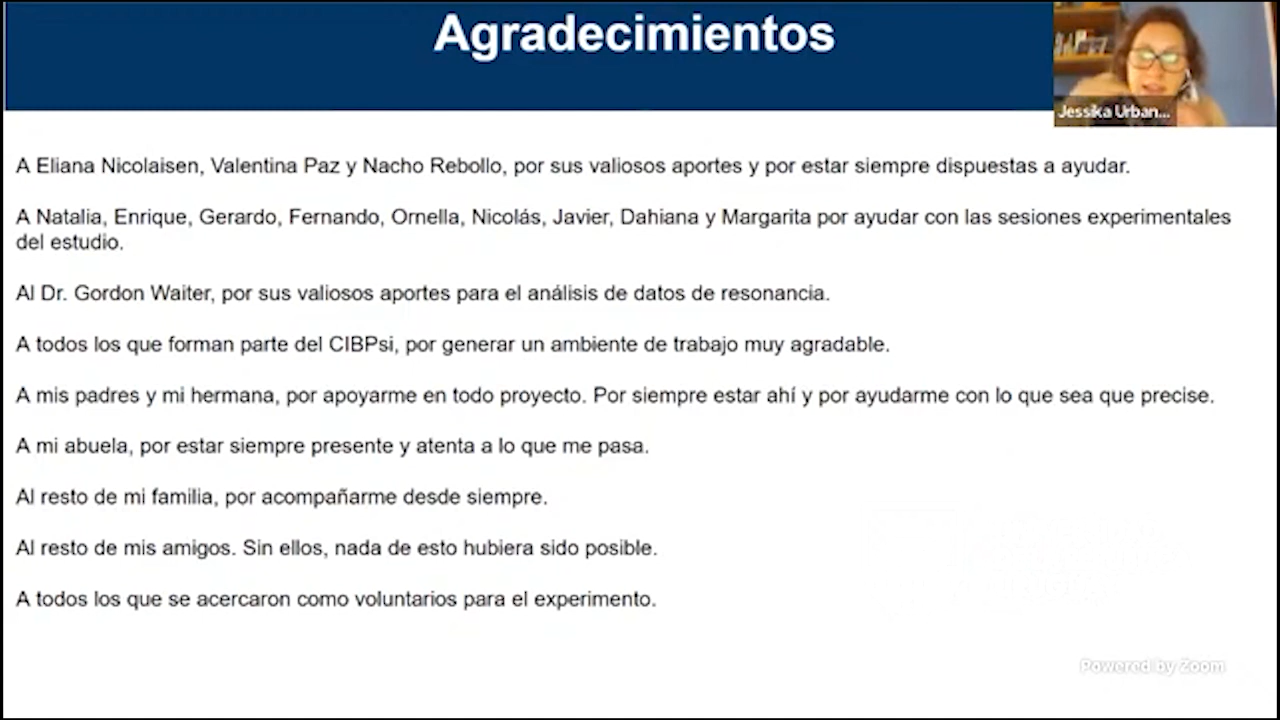 Agradecimientos
Jessika Urban...
A Eliana Nicolaisen, Valentina Paz y Nacho Rebollo, por sus valiosos aportes y por estar siempre dispuestas a ayudar.
A Natalia, Enrique, Gerardo, Fernando, Ornella, Nicolás, Javier, Dahiana y Margarita por ayudar con las sesiones experimentales
del estudio.
Al Dr. Gordon Waiter, por sus valiosos aportes para el análisis de datos de resonancia.
A todos los que forman parte del CIBPsi, por generar un ambiente de trabajo muy agradable.
A mis padres y mi hermana, por apoyarme en todo proyecto. Por siempre estar ahí y por ayudarme con lo que sea que precise.
A mi abuela, por estar siempre presente y atenta a lo que me pasa.
Al resto de mi familia, por acompañarme desde siempre.
Al resto de mis amigos. Sin ellos, nada de esto hubiera sido posible.
A todos los que se acercaron como voluntarios para el experimento.
Powered by Zoom